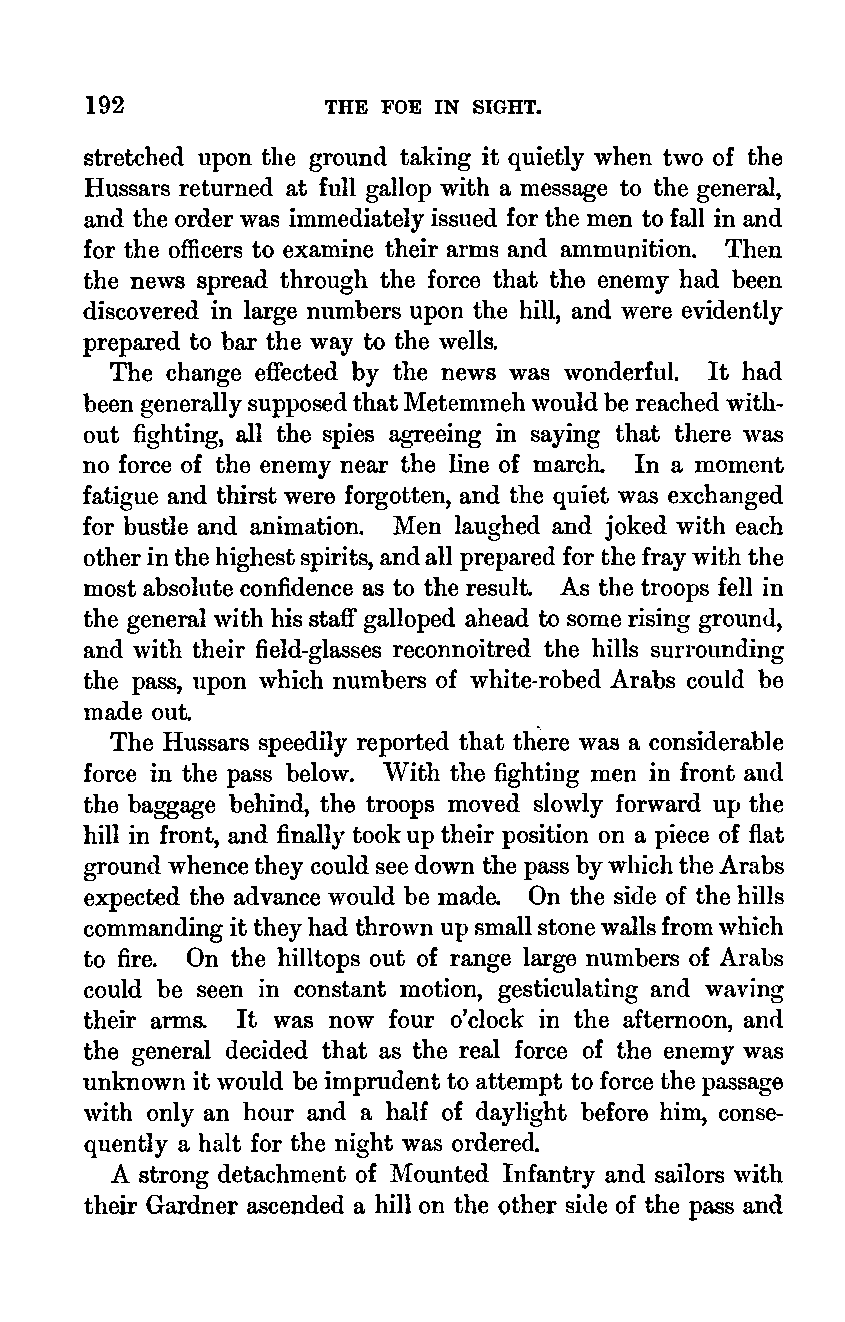 192 THE FOE IN SIGHT.
stretched upon the ground taking it quietly when two of the
Hussars returned at full gallop with a message to the general,
and the order was immediately issued for the men to fall in and
for the officers to examine their arms and ammunition. Then
the news spread through the force that the enemy had been
discovered in large numbers upon the hill, and were evidently
prepared to bar the way to the wells.
The change effected by the news was wonderful. It had
been generally supposed that Metemmeh would be reached with-
out fighting, all the spies agreeing in saying that there was
no force of the enemy near the line of march. In a moment
fatigue and thirst were forgotten, and the quiet was exchanged
for bustle and animation. Men laughed and joked with each
other in the highest spirits, and all prepared for the fray with the
most absolute confidence as to the result. As the troops fell in
the general with his staff galloped ahead to some rising ground,
and with their field-glasses reconnoitred the hills surrounding
the pass, upon which numbers of white-robed Arabs could be
made out.
The Hussars speedily reported that there was a considerable
force in the pass below. With the fighting men in front and
the baggage behind, the troops moved slowly forward up the
hill in front, and finally took up their position on a piece of flat
ground whence they could see down the pass by which the Arabs
expected the advance would be made. On the side of the hills
commanding it they had thrown up small stone walls from which
to fire. On the hilltops out of range large numbers of Arabs
could be seen in constant motion, gesticulating and waving
their arms. It was now four o'clock in the afternoon, and
the general decided that as the real force of the enemy was
unknown it would be imprudent to attempt to force the passage
with only an hour and a half of daylight before him, conse-
quently a halt for the night was ordered.
A strong detachment of Mounted Infantry and sailors with
their Gardner ascended a hill on the other side of the pass and